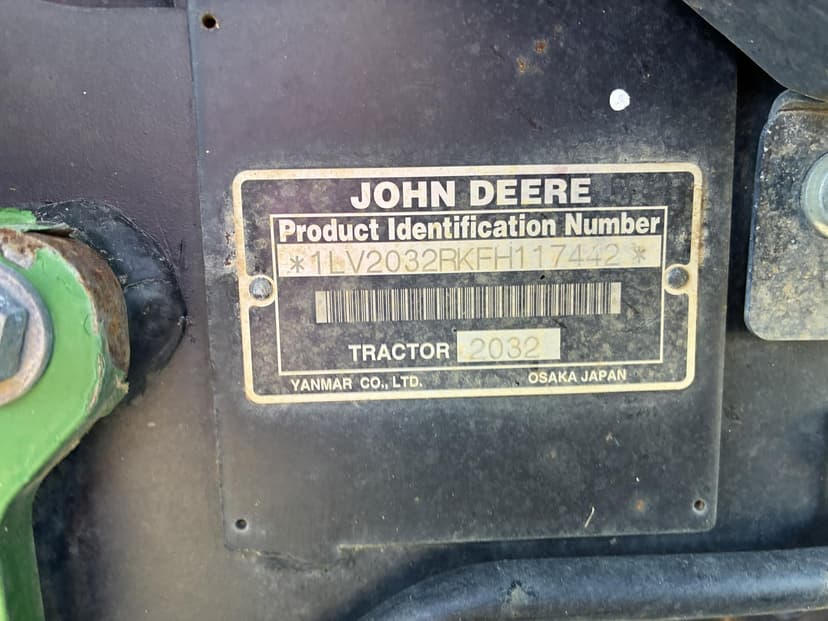 JOHN DEERE
Product Identification Number
*1LV2032RKFH117442*
TRACTOR 2032
YANMAR CO., LTD. OSAKA JAPAN